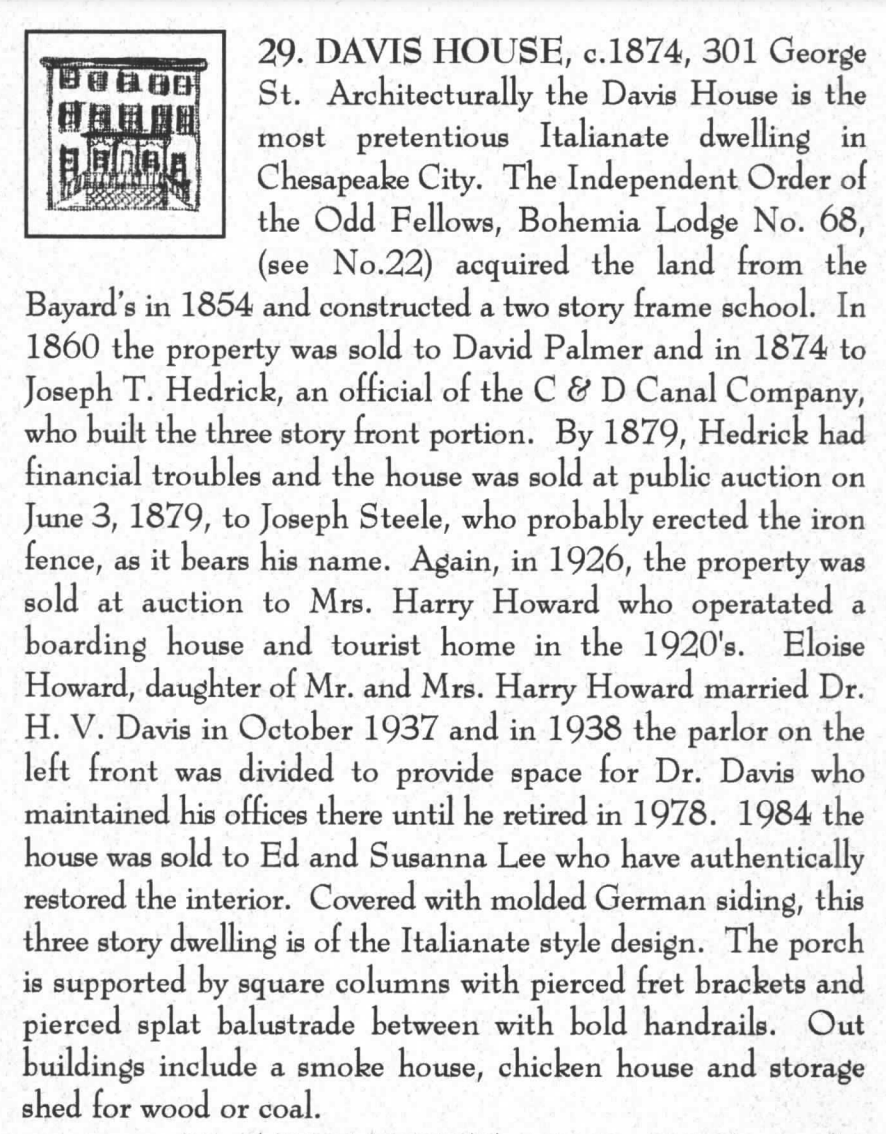 29. DAVIS HOUSE, c.1874, 301 George
St. Architecturally the Davis House is the
most pretentious Italianate dwelling in
Chesapeake City. The Independent Order of
the Odd Fellows, Bohemia Lodge No. 68,
(see No.22) acquired the land from the
Bayard's in 1854 and constructed a two story frame school. In
1860 the property was sold to David Palmer and in 1874 to
Joseph T. Hedrick, an official of the C & D Canal Company,
who built the three story front portion. By 1879, Hedrick had
financial troubles and the house was sold at public auction on
June 3, 1879, to Joseph Steele, who probably erected the iron
fence, as it bears his name. Again, in 1926, the property was
sold at auction to Mrs. Harry Howard who operatated a
boarding house and tourist home in the 1920's. Eloise
Howard, daughter of Mr. and Mrs. Harry Howard married Dr.
H. V. Davis in October 1937 and in 1938 the parlor on the
left front was divided to provide space for Dr. Davis who
maintained his offices there until he retired in 1978. 1984 the
house was sold to Ed and Susanna Lee who have authentically
restored the interior. Covered with molded German siding, this
three story dwelling is of the Italianate style design. The porch
is supported by square columns with pierced fret brackets and
pierced splat balustrade between with bold handrails. Out
buildings include a smoke house, chicken house and storage
shed for wood or coal.